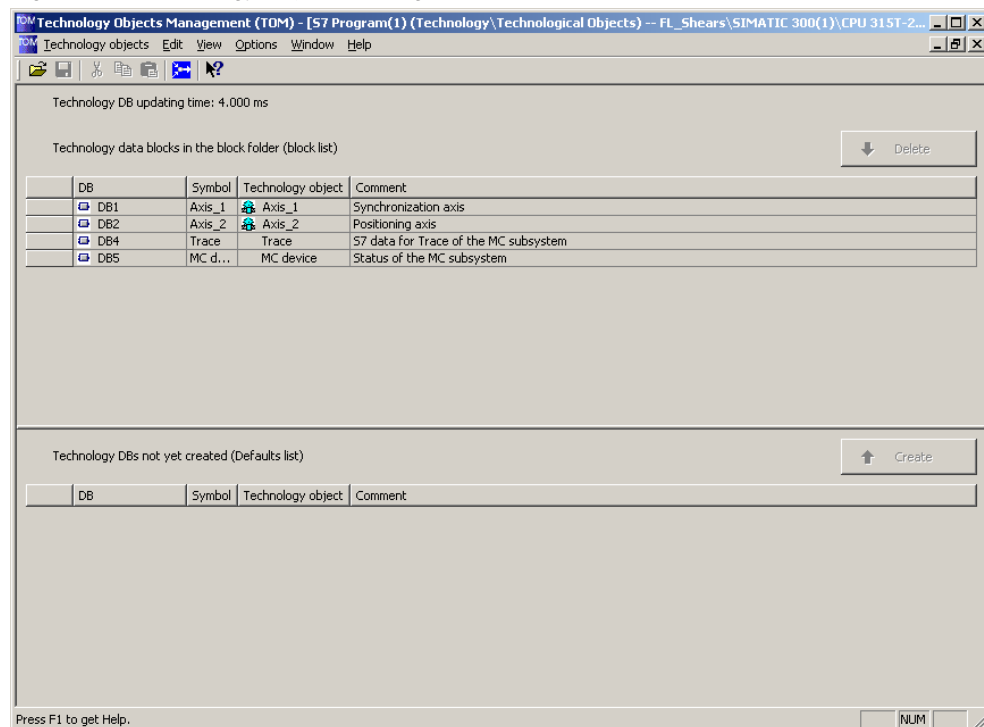 TOM Technology Objects Management (TOM) - [S7 Program(1) (Technology\Technological Objects) -- FL_Shears\SIMATIC 300(1)\CPU 315T-2...
TOM Technology objects Edit View Options Window Help
Technology DB updating time: 4.000 ms
Technology data blocks in the block folder (block list)
Delete
DB Symbol Technology object Comment
DB1 Axis_1 Axis_1 Synchronization axis
DB2 Axis_2 Axis_2 Positioning axis
DB4 Trace Trace S7 data for Trace of the MC subsystem
DB5 MC d... MC device Status of the MC subsystem
Technology DBs not yet created (Defaults list)
Create
DB Symbol Technology object Comment
Press F1 to get Help.
NUM